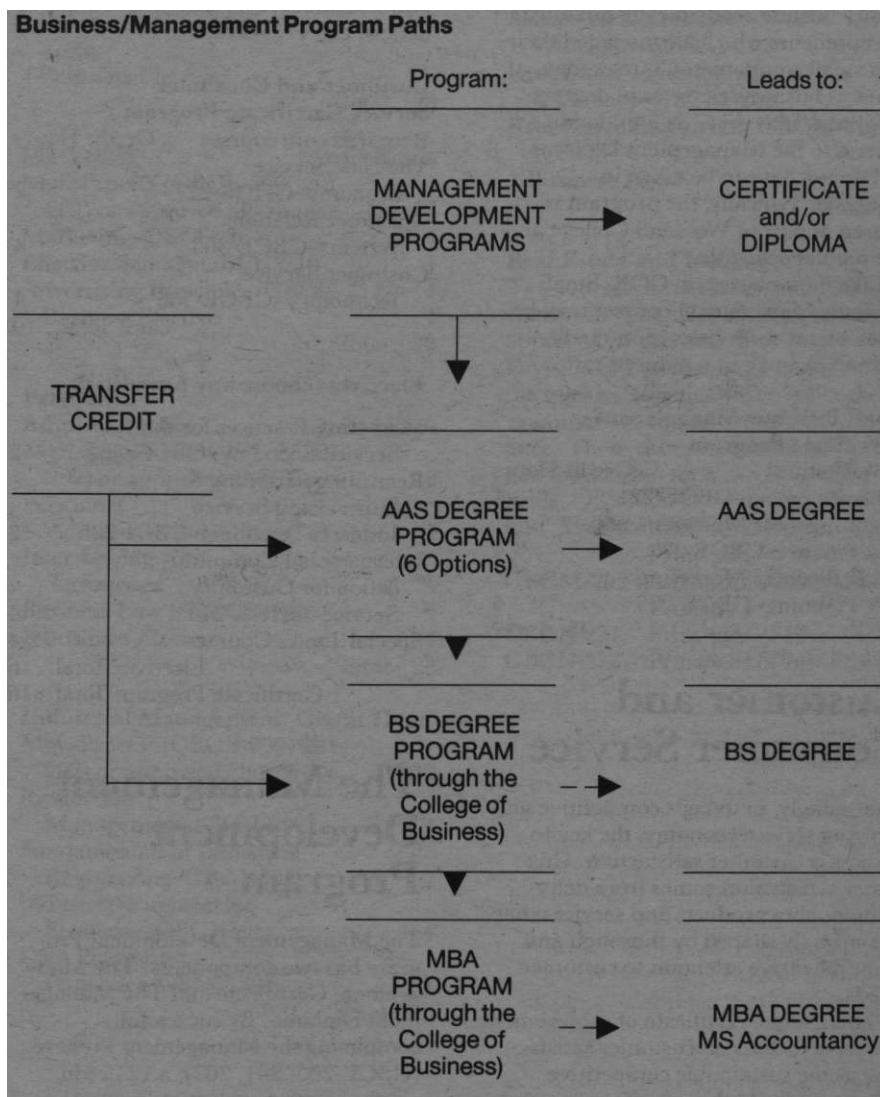 Business/Management Program Paths
Program:
Leads to:
MANAGEMENT
DEVELOPMENT
PROGRAMS
CERTIFICATE
and/or
DIPLOMA
TRANSFER
CREDIT
AAS DEGREE
PROGRAM
(6 Options)
AAS DEGREE
BS DEGREE
PROGRAM
(through the
College of
Business)
BS DEGREE
MBA
PROGRAM
(through the
College of
Business)
MBA DEGREE
MS Accountancy